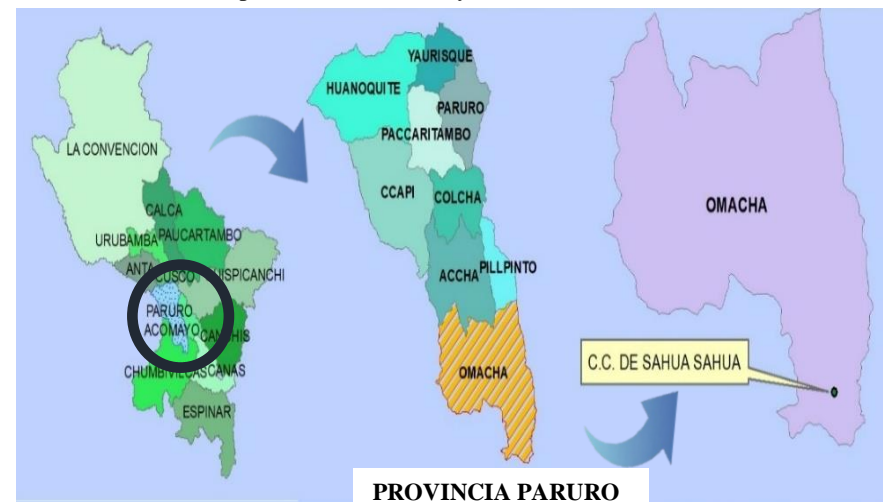 LA CONVENCION
CALCA
URUBAMBA
PAUCARTAMBO
ANTA
CUSCO
UISPICANCHI
PARURO
ACOMAYO
CANCHIS
CHUMBIVILCAS
CANAS
ESPINAR
YAURISQUE
HUANOQUITE
PARURO
PACCARITAMBO
CCAPI
COLCHA
ACCHA
PILLPINTO
OMACHA
PROVINCIA PARURO
OMACHA
C.C. DE SAHUA SAHUA